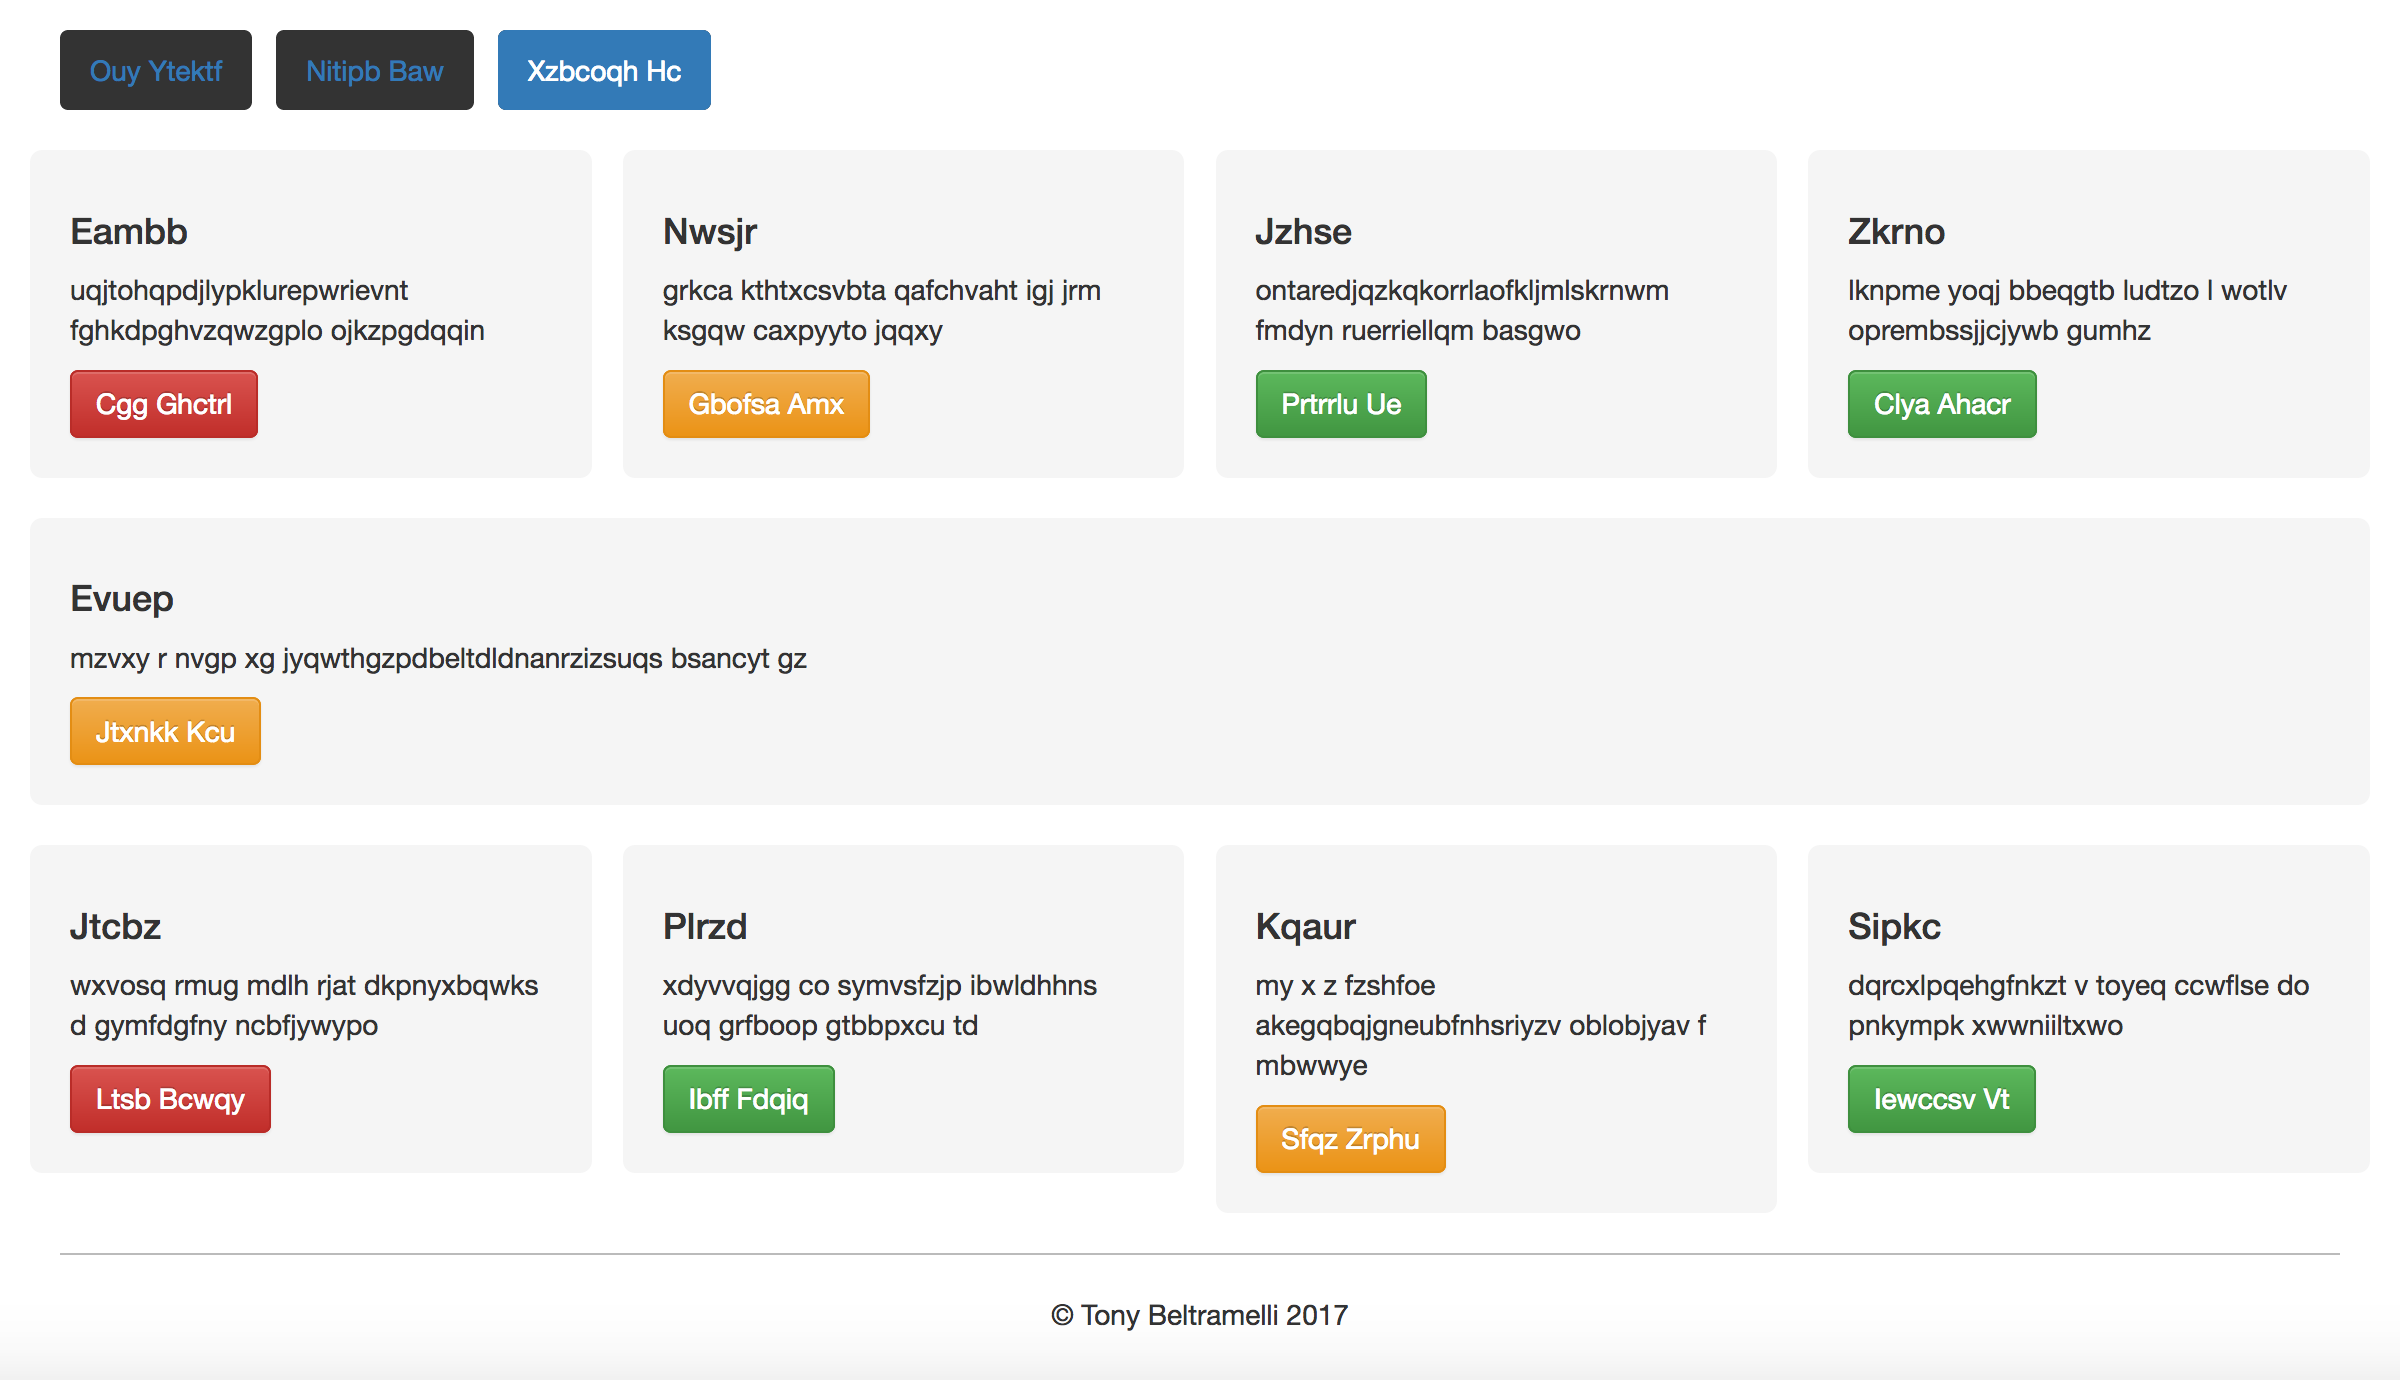 Ouy Ytektf
Nitipb Baw
Xzbcoqh Hc
Eambb
uqjtohqpdjlypklurepwrievnt
fghkdpghvzqwzgplo ojkzpgdqqin
Cgg Ghctrl
Nwsjr
grkca kthtxcsvbta qafchvaht igj jrm
ksgqw caxpyyto jqqxy
Gbofsa Amx
Jzhse
ontaredjqzkqkorrlaofkljmlskrnwm
fmdyn ruerriellqm basgwo
Prtrrlu Ue
Zkrno
lknpme yoqj bbeqgtb ludtzo l wotlv
oprembssjjcjywb gumhz
Clya Ahacr
Evuep
mzvxy r nvgp xg jyqwthgzpdbeltdldnanrzizsuqs bsancyt gz
Jtxnkk Kcu
Jtcbz
wxvosq rmug mdlh rjat dkpnyxbqwks
d gymfdgfny ncbfjywypo
Ltsb Bcwqy
Plrzd
xdyvvqjgg co symvsfzjp ibwldhhns
uoq grfboop gtbbpxcu td
Ibff Fdqiq
Kqaur
my x z fzshfoe
akegqbqjgneubfnhsriyzv oblobjyav f
mbwwye
Sfqz Zrphu
Sipkc
dqrcxlpqehgfnkzt v toyeq ccwflse do
pnkympk xwwniiltxwo
Iewccsv Vt
© Tony Beltramelli 2017